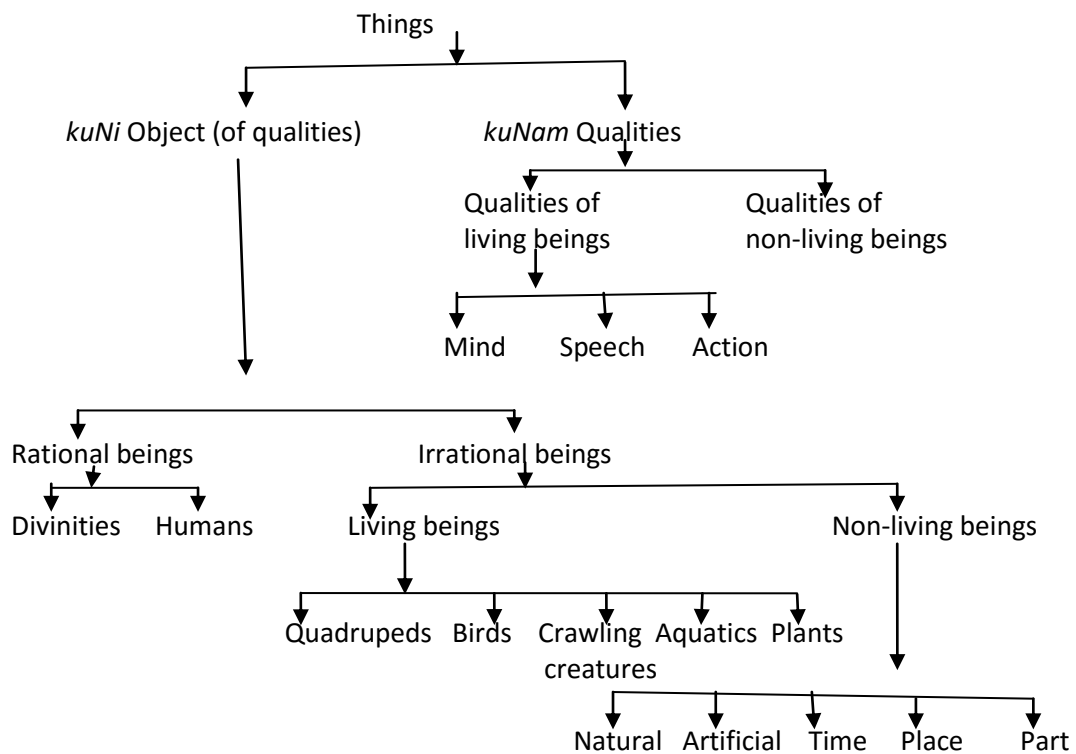 Things
kuNi Object (of qualities)
kuNam Qualities
Qualities of
living beings
Qualities of
non-living beings
Mind
Speech
Action
Rational beings
Irrational beings
Divinities
Humans
Living beings
Non-living beings
Quadrupeds
Birds
Crawling
creatures
Aquatics
Plants
Natural
Artificial
Time
Place
Part